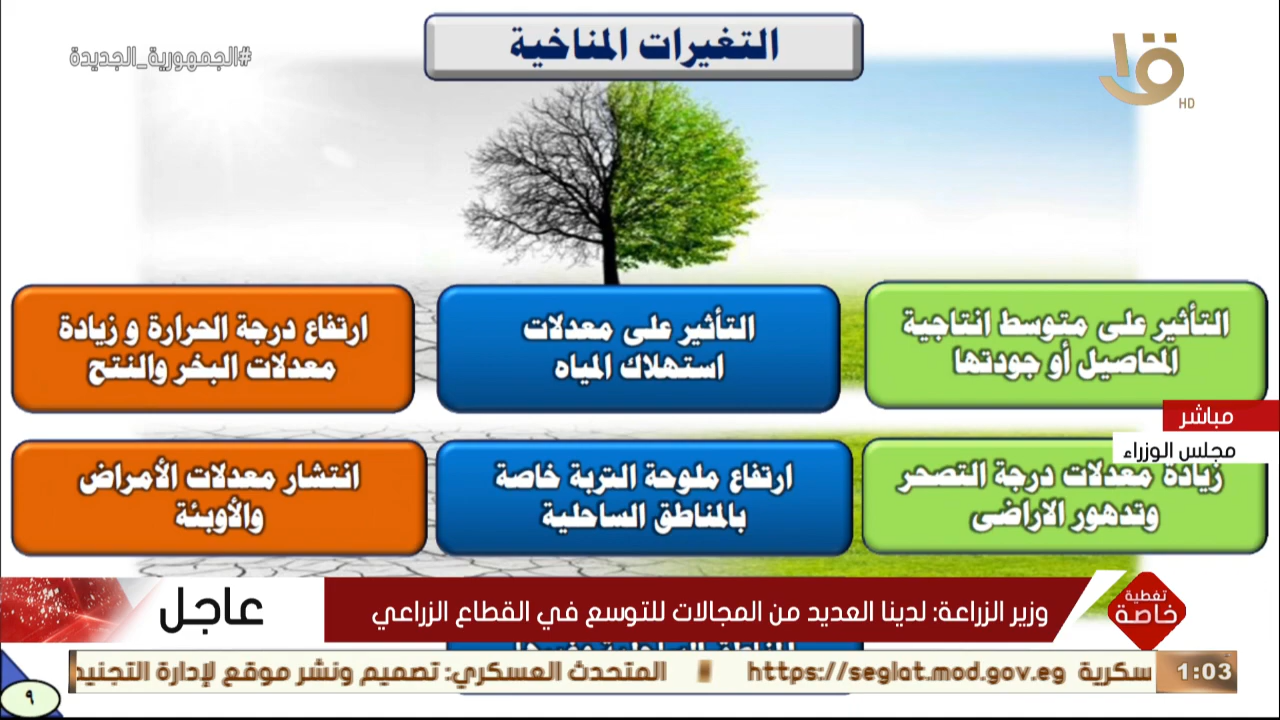 التغيرات المناخية
#الجمهورية_الجديدة
HD
التأثير على متوسط انتاجية
المحاصيل أو جودتها
التأثير على معدلات
استهلاك المياه
ارتفاع درجة الحرارة و زيادة
معدلات البخر والنتح
مباشر
مجلس الوزراء
زيادة معدلات درجة التصحر
وتدهور الاراضى
ارتفاع ملوحة التربة خاصة
بالمناطق الساحلية
انتشار معدلات الأمراض
والأوبئة
تغطية
خاصة
وزير الزراعة: لدينا العديد من المجالات للتوسع في القطاع الزراعي
عاجل
1:03
سكرية https://seglat.mod.gov.eg
المتحدث العسكري: تصميم ونشر موقع لإدارة التجنيد
٩